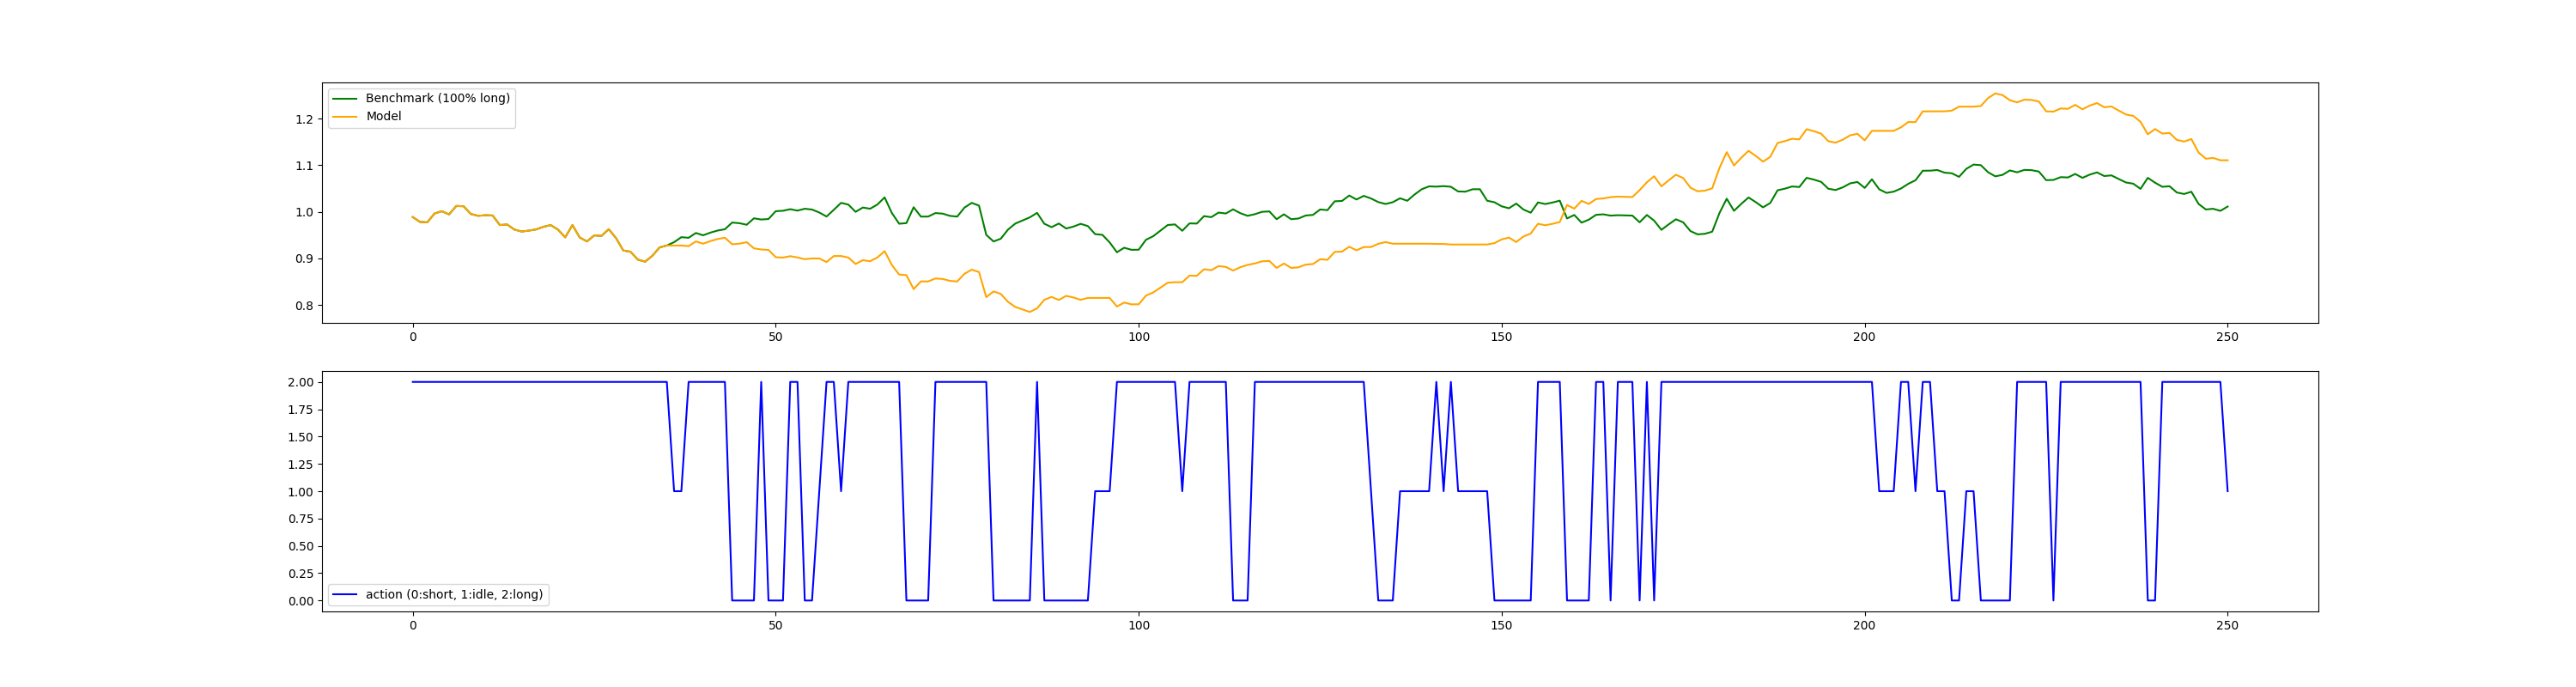 Benchmark (100% long)
Model
1.2
1.1
1.0
0.9
0.8
0 50 100 150 200 250
2.00
1.75
1.50
1.25
1.00
0.75
0.50
0.25
0.00
action (0:short, 1:idle, 2:long)
0 50 100 150 200 250